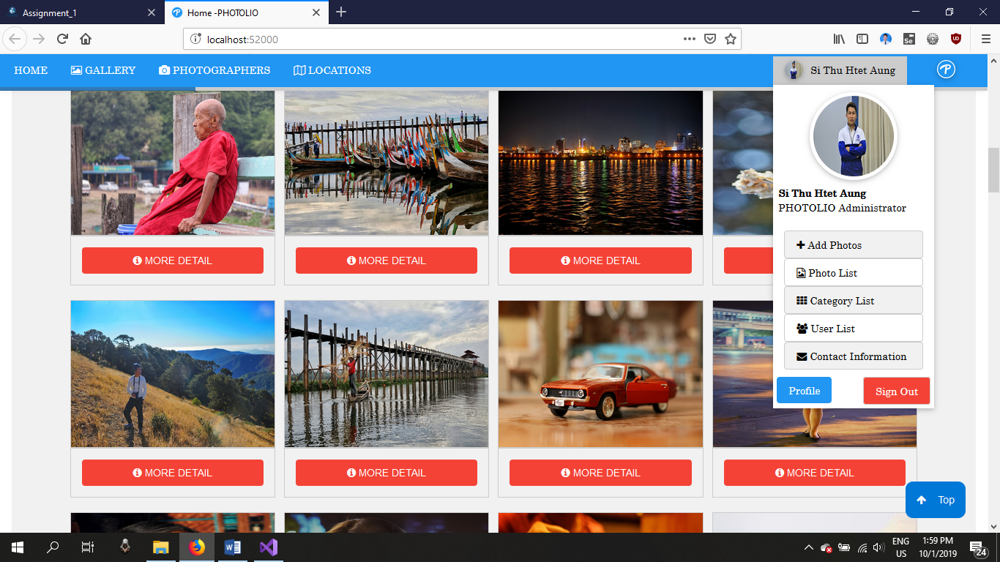 Assignment_1
Home -PHOTOLIO
localhost:52000
HOME
GALLERY
PHOTOGRAPHERS
LOCATIONS
Si Thu Htet Aung
Si Thu Htet Aung
PHOTOLIO Administrator
Add Photos
Photo List
Category List
User List
Contact Information
Profile
Sign Out
MORE DETAIL
MORE DETAIL
MORE DETAIL
MORE DETAIL
MORE DETAIL
MORE DETAIL
MORE DETAIL
Top
ENG
US
1:59 PM
10/1/2019
24